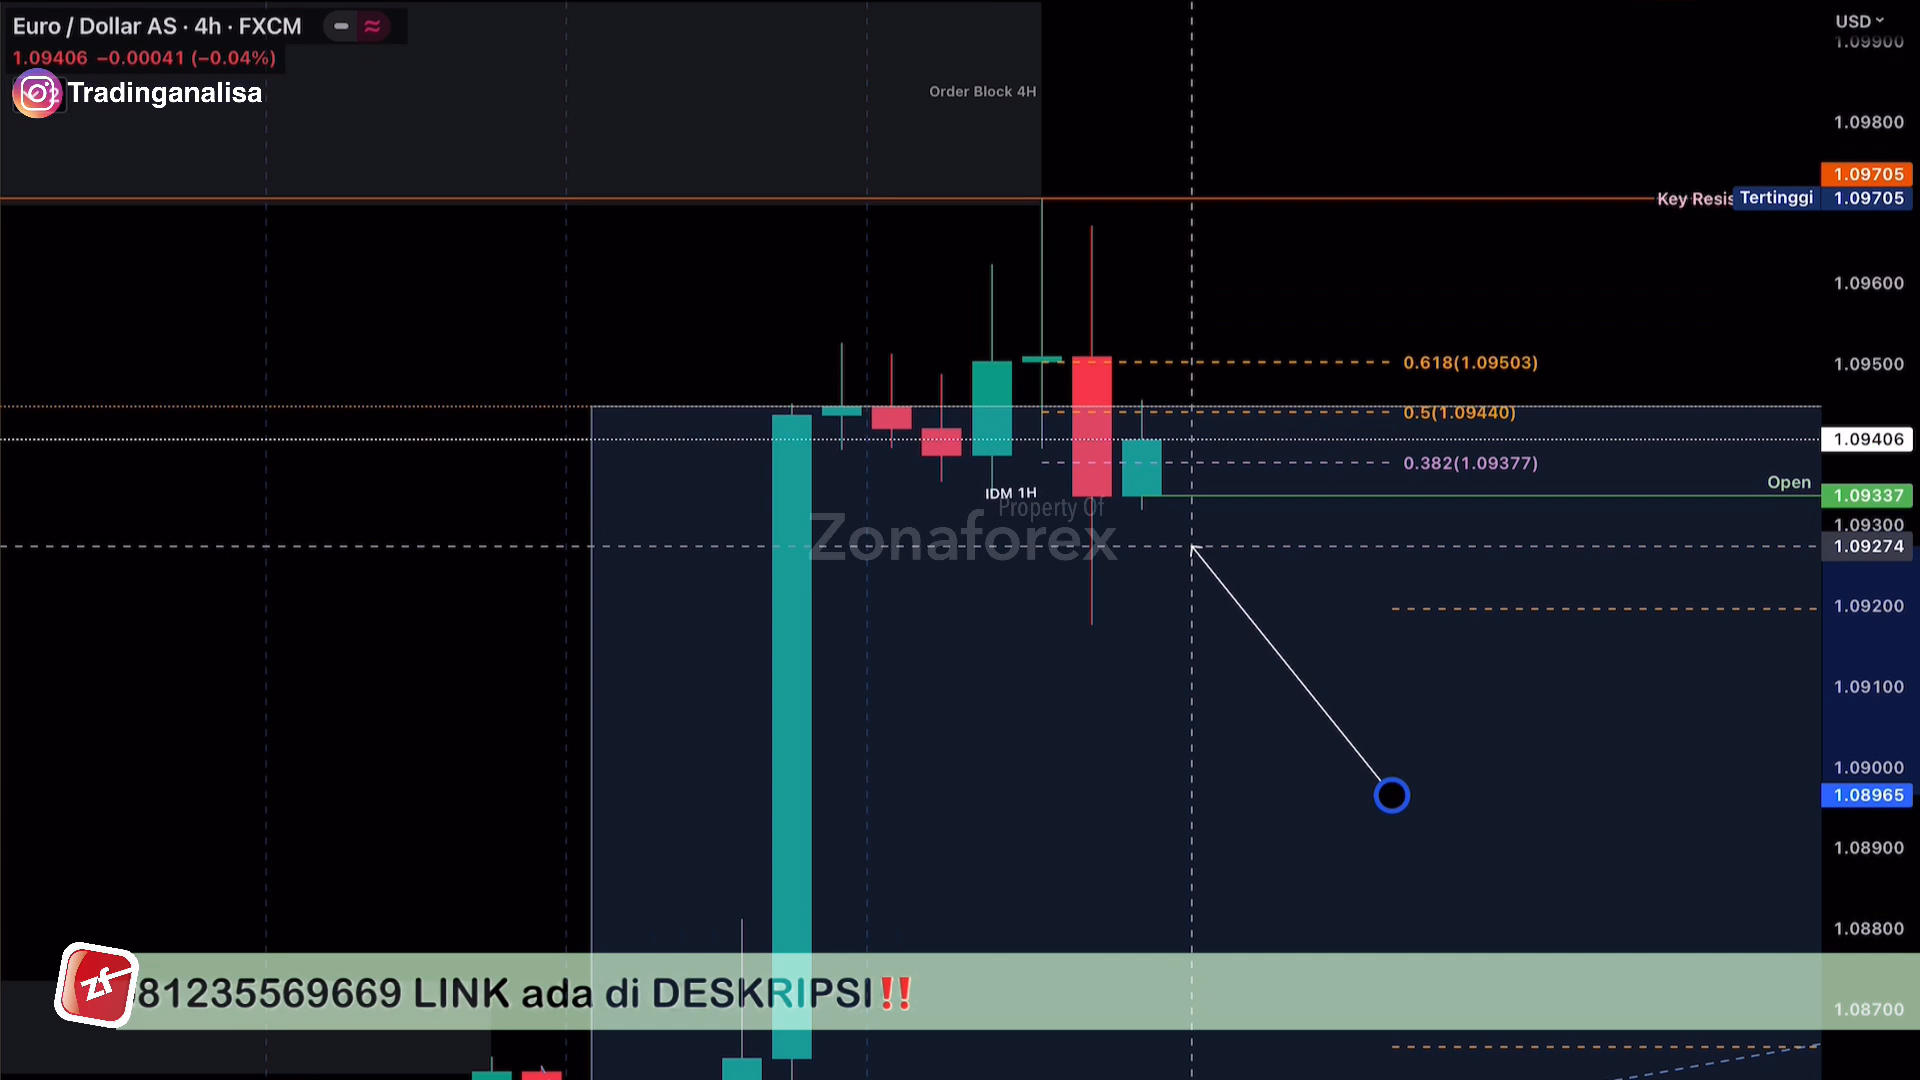 Euro / Dollar AS · 4h · FXCM
1.09406 −0.00041 (−0.04%)
Tradinganalisa
Order Block 4H
USD
1.09900
1.09800
1.09705
Key Resis
Tertinggi
1.09705
1.09600
0.618(1.09503)
1.09500
0.5(1.09440)
1.09406
0.382(1.09377)
Open
1.09337
IDM 1H
Property Of
Zonaforex
1.09300
1.09274
1.09200
1.09100
1.09000
1.08965
1.08900
1.08800
zf
81235569669 LINK ada di DESKRIPSI‼
1.08700